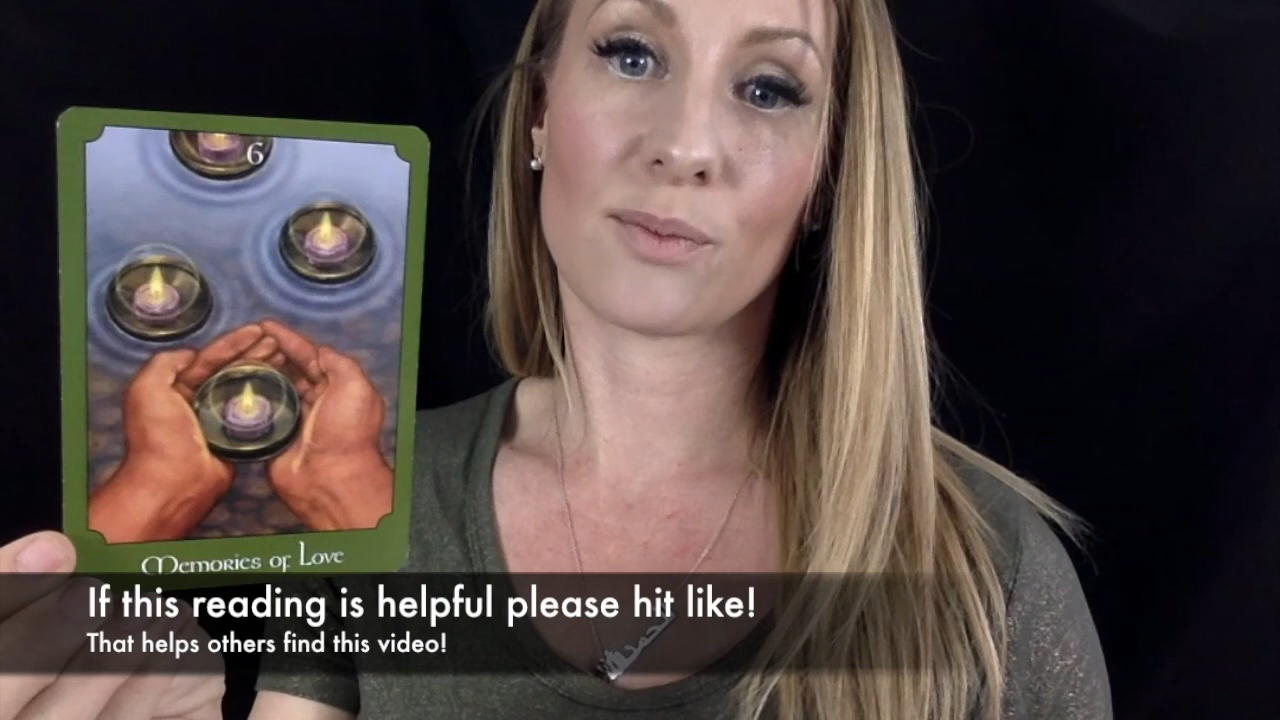 6
Memories of Love
If this reading is helpful please hit like!
That helps others find this video!